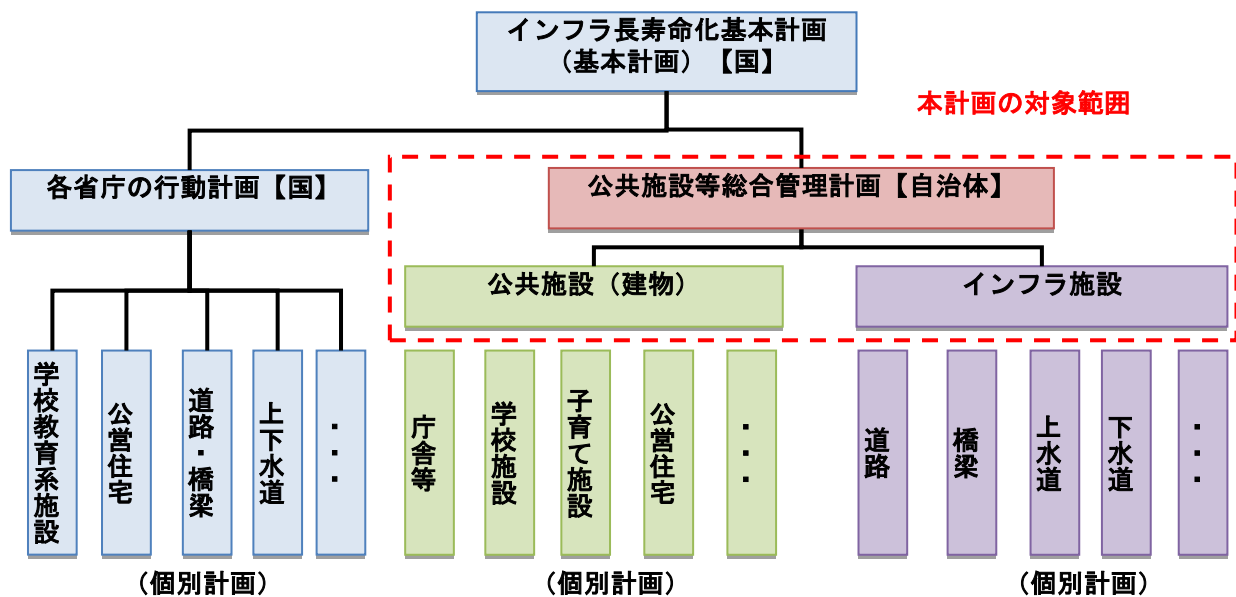 インフラ長寿命化基本計画
（基本計画）【国】
本計画の対象範囲
各省庁の行動計画【国】
公共施設等総合管理計画【自治体】
公共施設（建物）
インフラ施設
学校教育系施設
公営住宅
道路・橋梁
上下水道
・・・
庁舎等
学校施設
子育て施設
公営住宅
・・・
道路
橋梁
上水道
下水道
・・・
（個別計画）
（個別計画）
（個別計画）